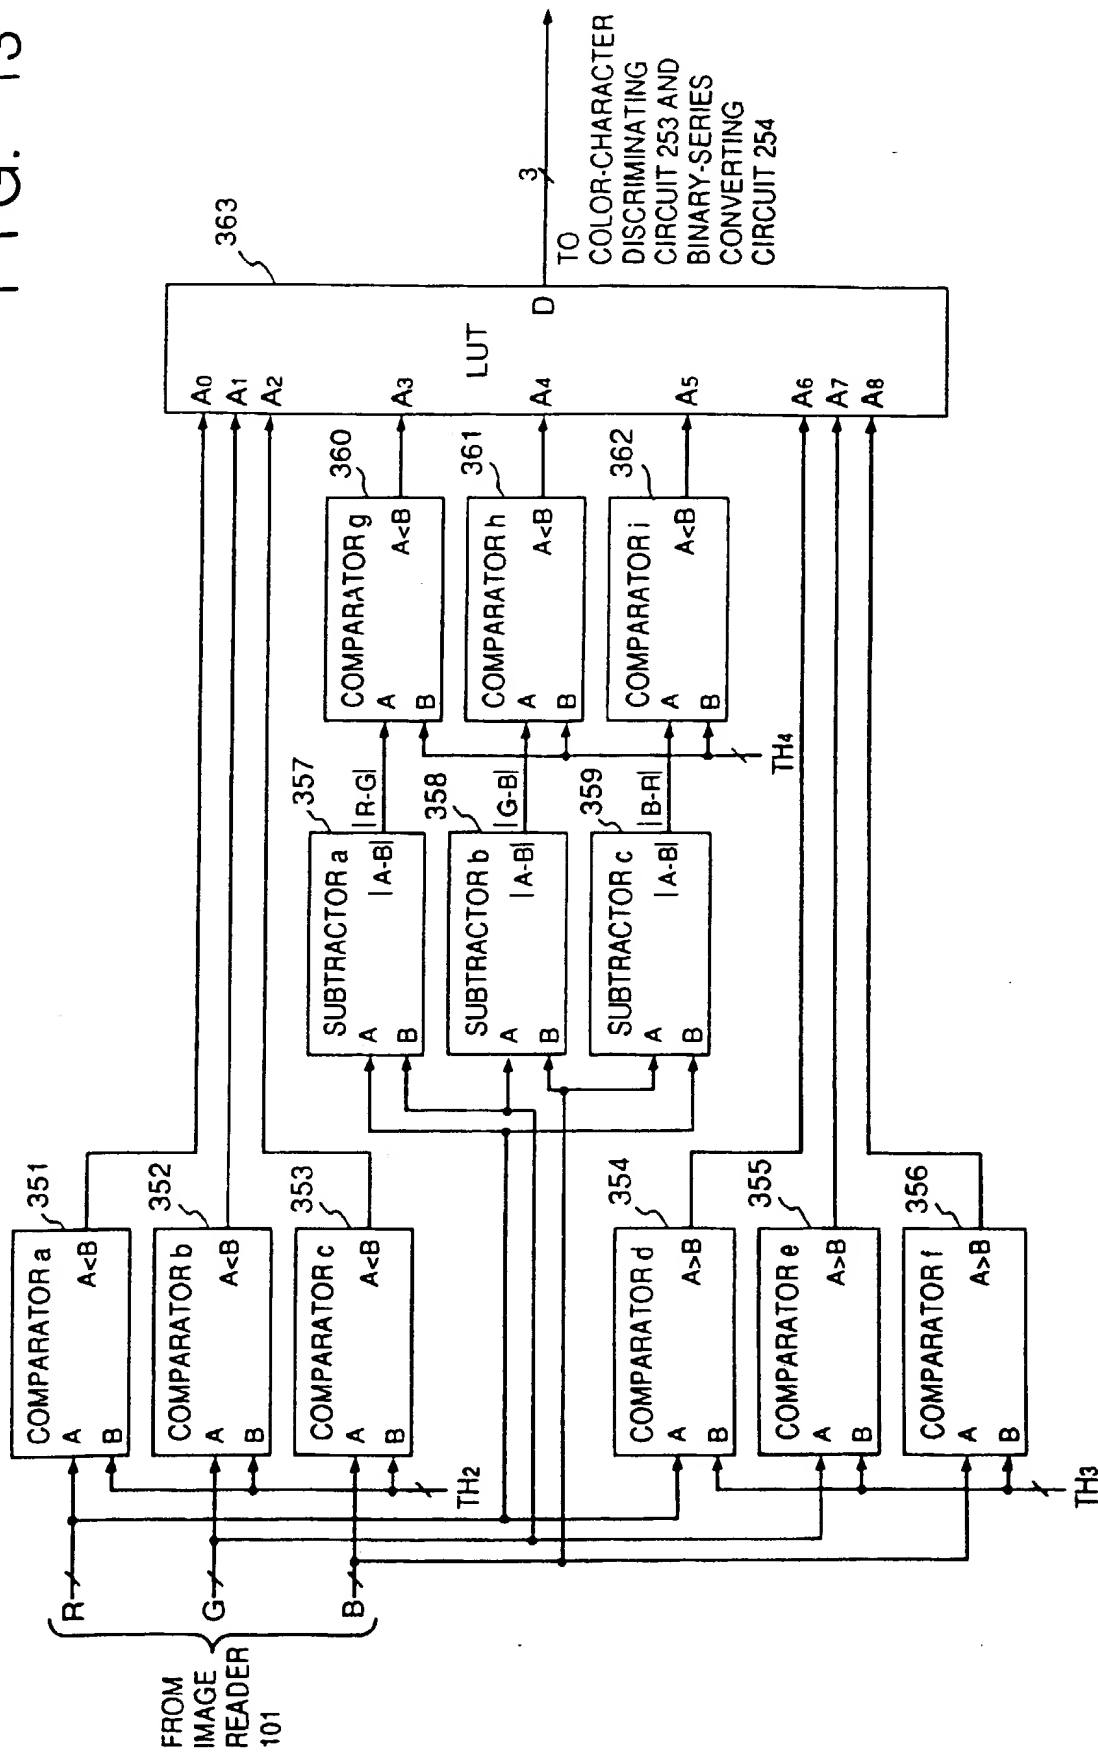 FIG. 13
FROM
IMAGE
READER
101
R
G
B
351
COMPARATOR a
A
A<B
B
352
COMPARATOR b
A
A<B
B
353
COMPARATOR c
A
A<B
B
TH2
354
COMPARATOR d
A
A>B
B
355
COMPARATOR e
A
A>B
B
356
COMPARATOR f
A
A>B
B
TH3
357
SUBTRACTOR a
A
|A-B|
B
|R-G|
358
SUBTRACTOR b
A
|A-B|
B
|G-B|
359
SUBTRACTOR c
A
|A-B|
B
|B-R|
360
COMPARATOR g
A
A<B
B
361
COMPARATOR h
A
A<B
B
362
COMPARATOR i
A
A<B
B
TH4
363
A0
A1
A2
A3
A4
A5
A6
A7
A8
LUT
D
3
TO
COLOR-CHARACTER
DISCRIMINATING
CIRCUIT 253 AND
BINARY-SERIES
CONVERTING
CIRCUIT 254